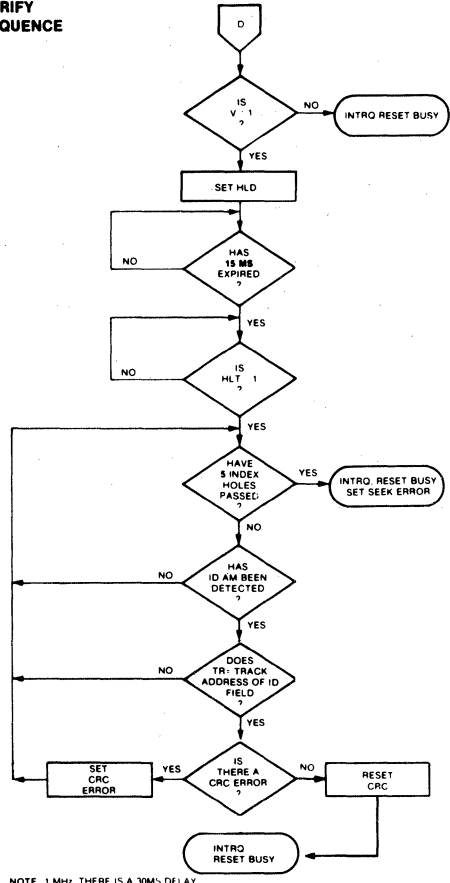 RIFY
QUENCE
D
IS
V = 1
?
NO
INTRQ RESET BUSY
YES
SET HLD
HAS
15 MS
EXPIRED
?
NO
YES
IS
HLT = 1
?
NO
YES
HAVE
5 INDEX
HOLES
PASSED
?
YES
INTRQ. RESET BUSY
SET SEEK ERROR
NO
HAS
ID AM BEEN
DETECTED
?
NO
YES
DOES
TR = TRACK
ADDRESS OF ID
FIELD
?
NO
YES
IS
THERE A
CRC ERROR
?
YES
SET
CRC
ERROR
NO
RESET
CRC
INTRQ
RESET BUSY
NOTE 1 MHz, THERE IS A 30MS DELAY